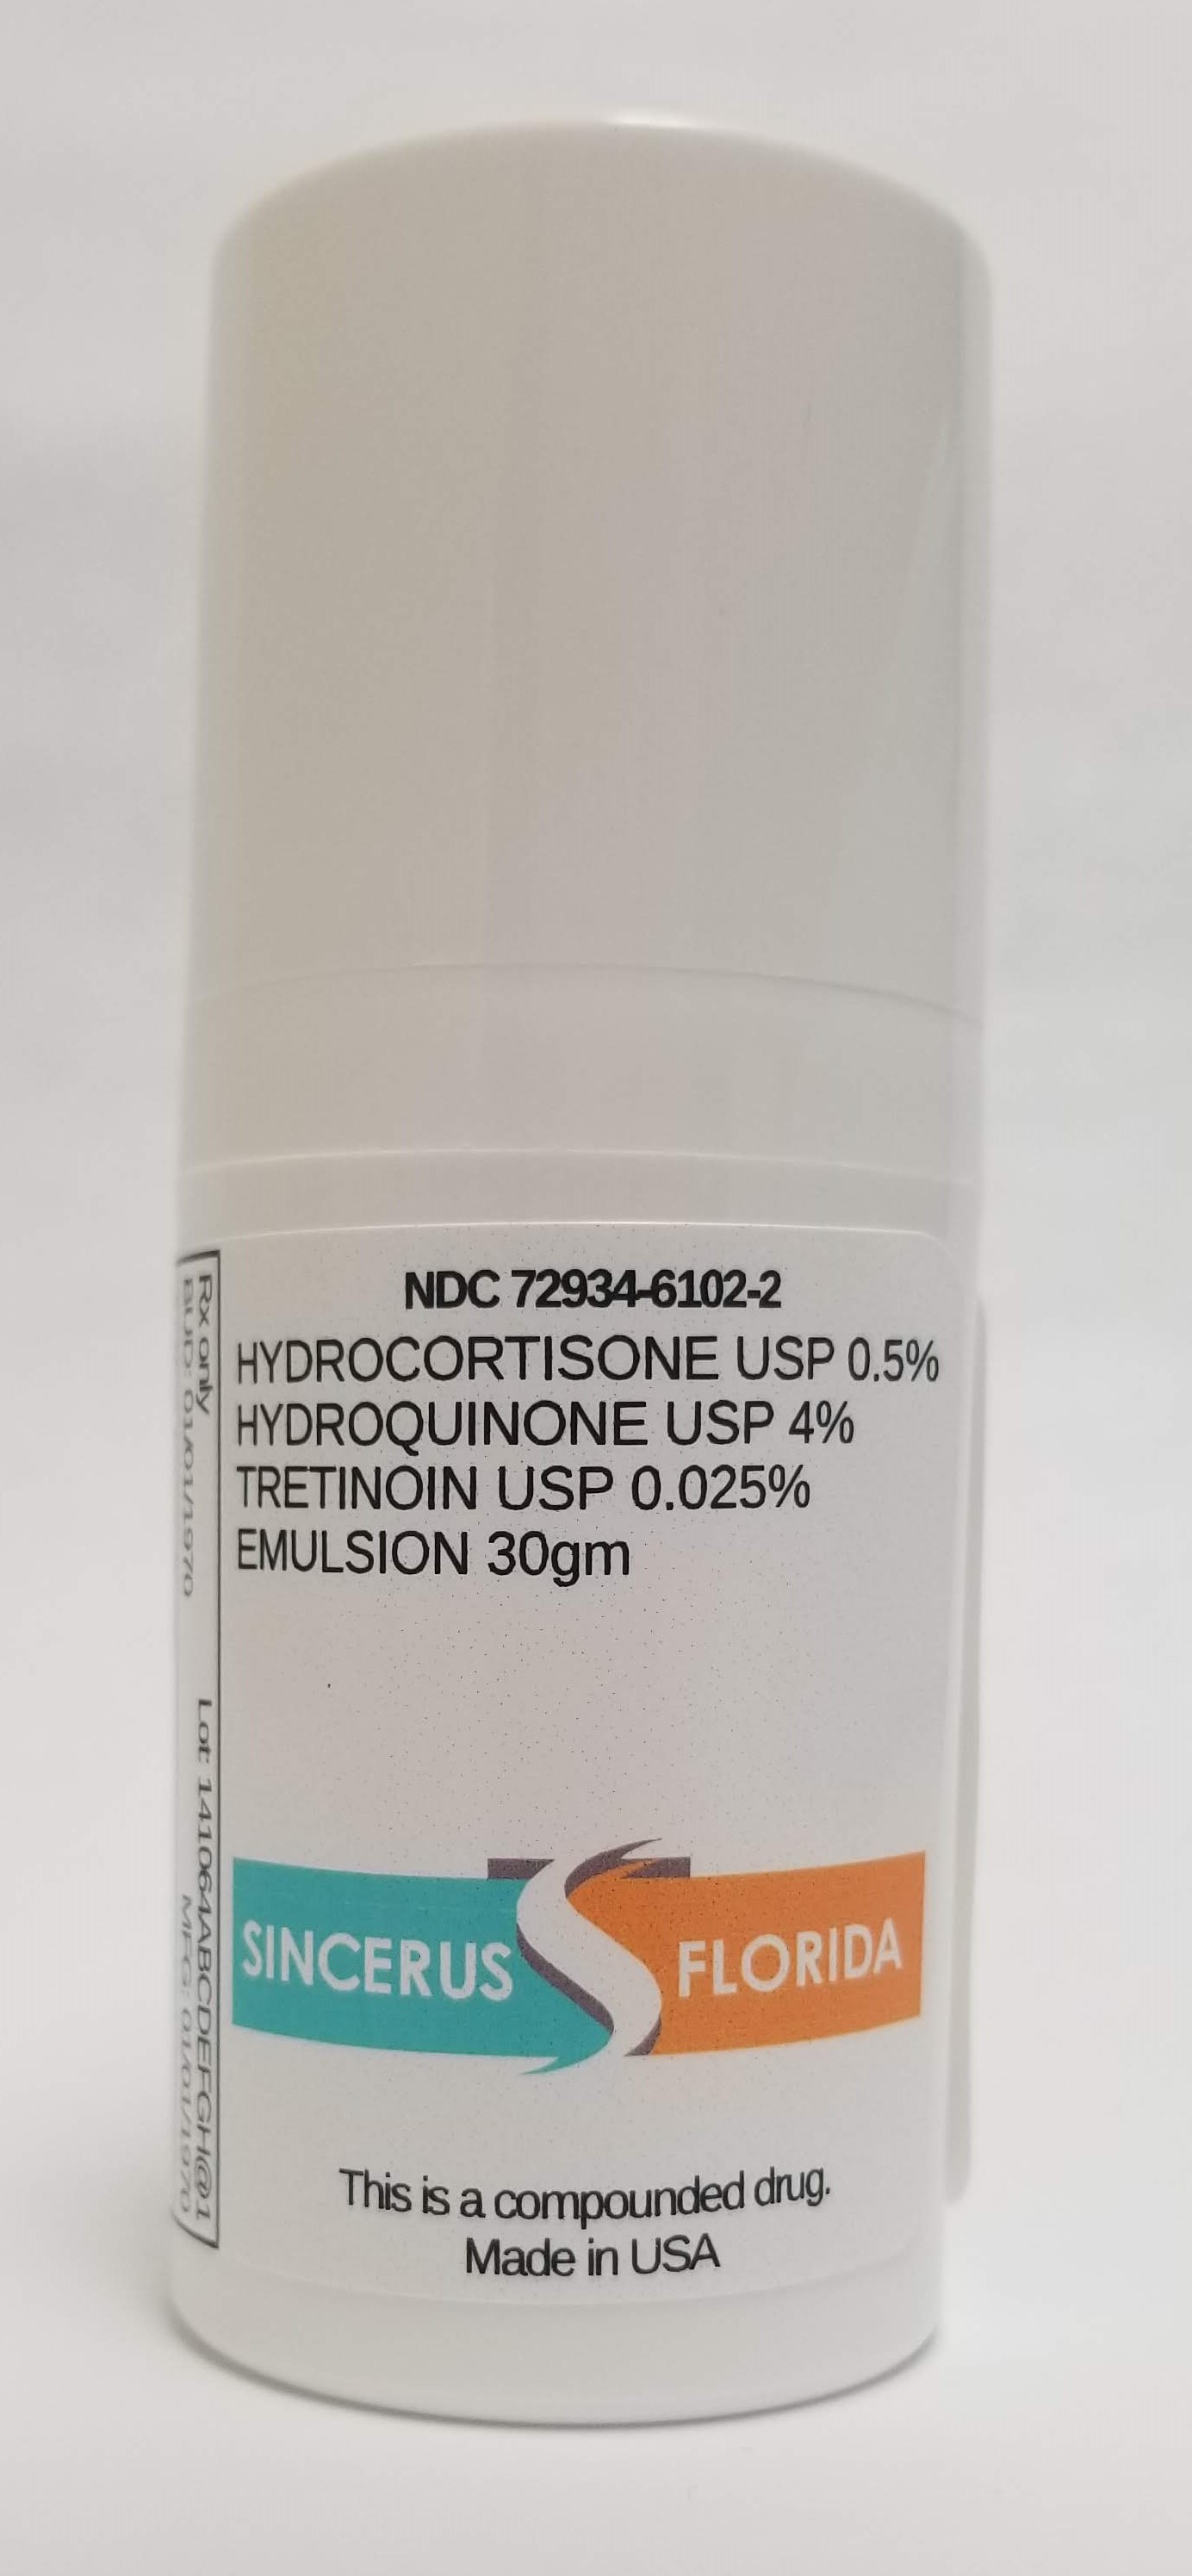 NDC 72934-6102-2
HYDROCORTISONE USP 0.5%
HYDROQUINONE USP 4%
TRETINOIN USP 0.025%
EMULSION 30gm
SINCERUS FLORIDA
This is a compounded drug.
Made in USA
Rx only Lot: 141064ABCDEFGHI@1
BUD: 01/01/1970 MFG: 01/01/1970